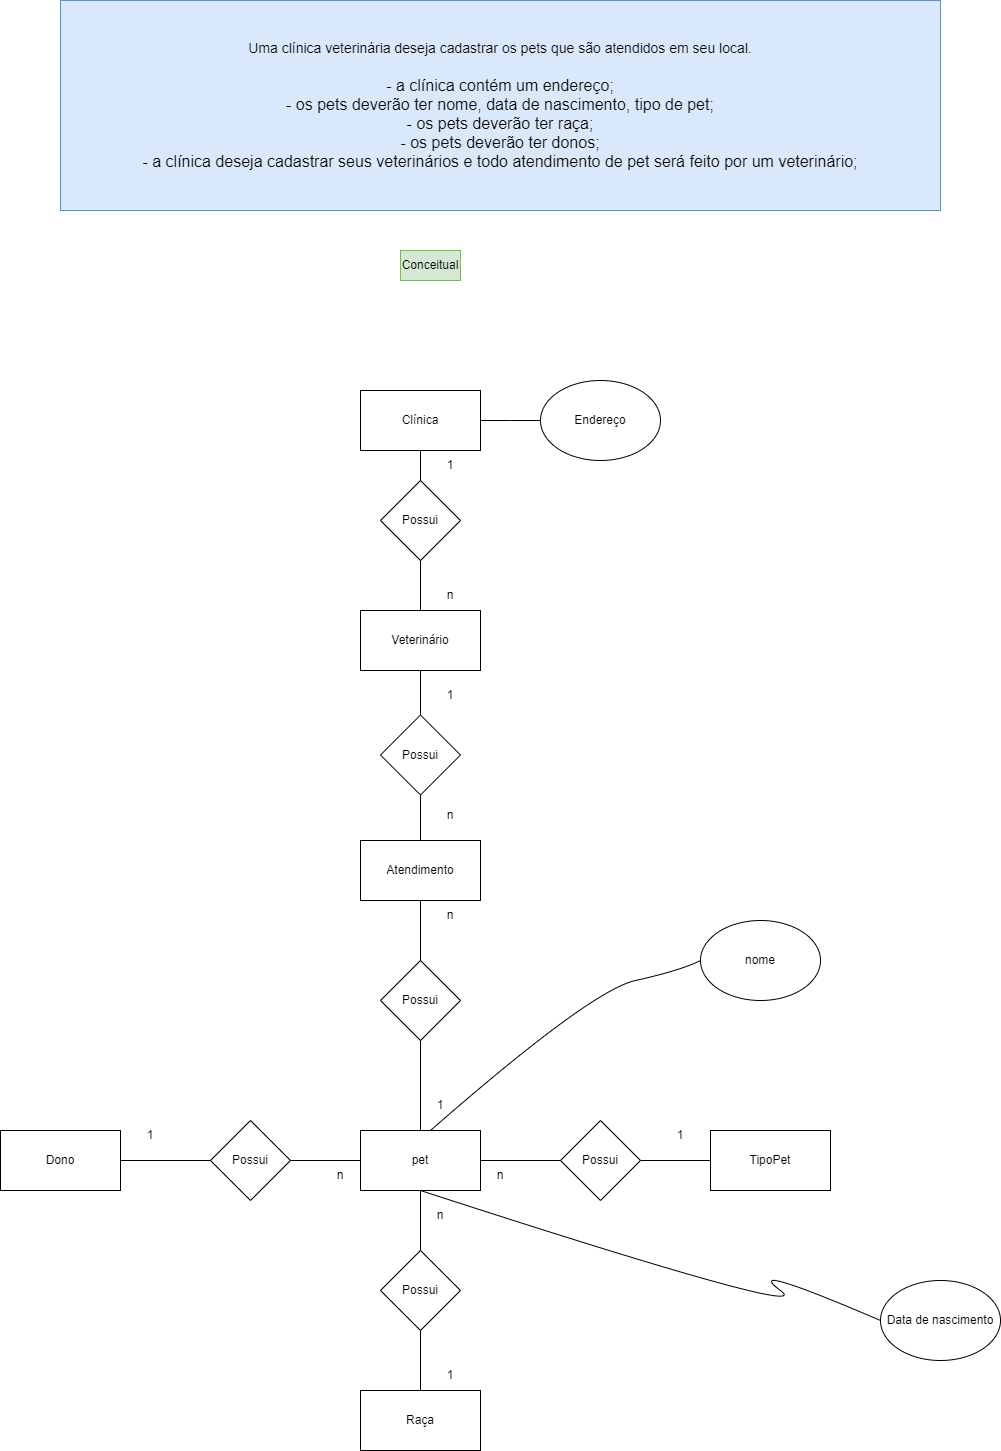 Uma clínica veterinária deseja cadastrar os pets que são atendidos em seu local.
- a clínica contém um endereço;
- os pets deverão ter nome, data de nascimento, tipo de pet;
- os pets deverão ter raça;
- os pets deverão ter donos;
- a clínica deseja cadastrar seus veterinários e todo atendimento de pet será feito por um veterinário;
Conceitual
Clínica
Endereço
1
Possui
n
Veterinário
1
Possui
n
Atendimento
n
nome
Possui
1
1
1
Dono
Possui
pet
Possui
TipoPet
n
n
n
Possui
Data de nascimento
1
Raça